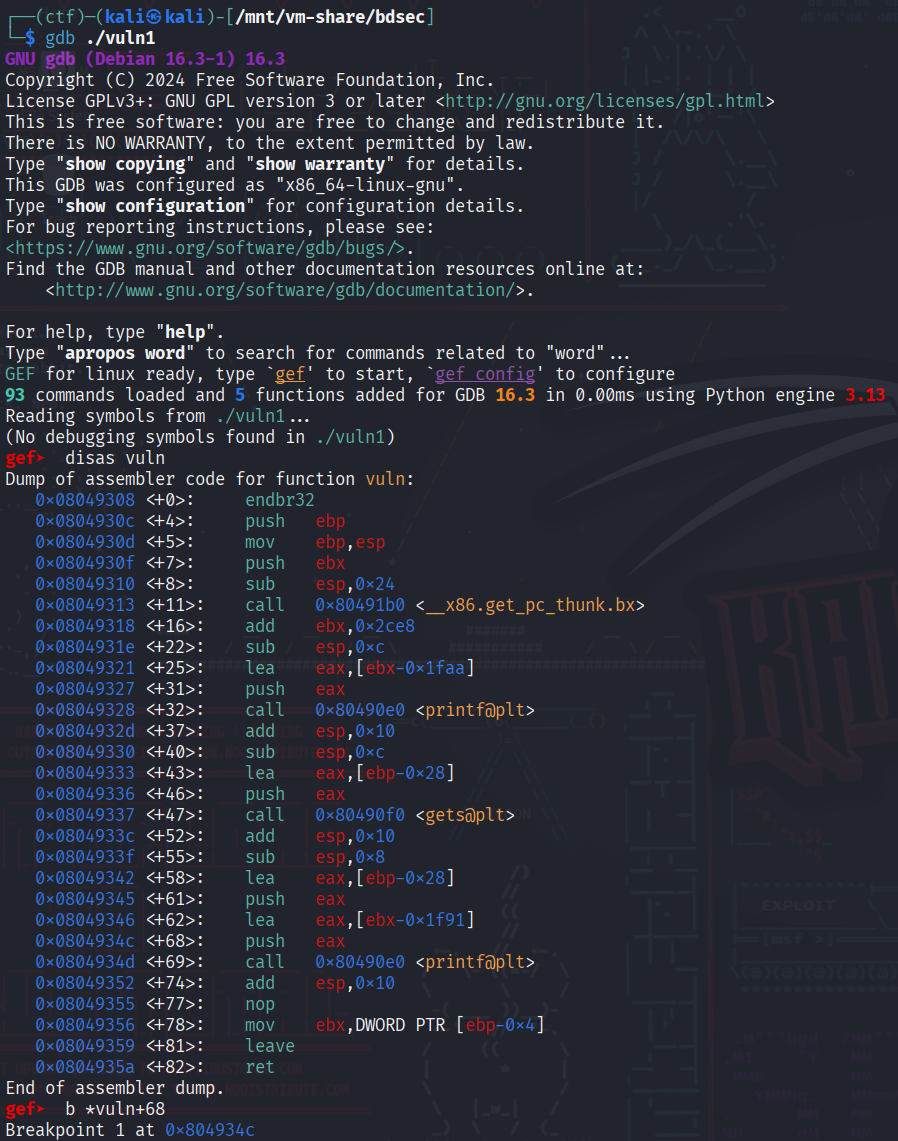 ┌──(ctf)─(kali㉿kali)-[/mnt/vm-share/bdsec]
└─$ gdb ./vuln1
GNU gdb (Debian 16.3-1) 16.3
Copyright (C) 2024 Free Software Foundation, Inc.
License GPLv3+: GNU GPL version 3 or later <http://gnu.org/licenses/gpl.html>
This is free software: you are free to change and redistribute it.
There is NO WARRANTY, to the extent permitted by law.
Type "show copying" and "show warranty" for details.
This GDB was configured as "x86_64-linux-gnu".
Type "show configuration" for configuration details.
For bug reporting instructions, please see:
<https://www.gnu.org/software/gdb/bugs/>.
Find the GDB manual and other documentation resources online at:
    <http://www.gnu.org/software/gdb/documentation/>.

For help, type "help".
Type "apropos word" to search for commands related to "word"...
GEF for linux ready, type `gef' to start, `gef config' to configure
93 commands loaded and 5 functions added for GDB 16.3 in 0.00ms using Python engine 3.13
Reading symbols from ./vuln1...
(No debugging symbols found in ./vuln1)
gef➤  disas vuln
Dump of assembler code for function vuln:
   0x08049308 <+0>:     endbr32
   0x0804930c <+4>:     push   ebp
   0x0804930d <+5>:     mov    ebp,esp
   0x0804930f <+7>:     push   ebx
   0x08049310 <+8>:     sub    esp,0x24
   0x08049313 <+11>:    call   0x80491b0 <__x86.get_pc_thunk.bx>
   0x08049318 <+16>:    add    ebx,0x2ce8
   0x0804931e <+22>:    sub    esp,0xc
   0x08049321 <+25>:    lea    eax,[ebx-0x1faa]
   0x08049327 <+31>:    push   eax
   0x08049328 <+32>:    call   0x80490e0 <printf@plt>
   0x0804932d <+37>:    add    esp,0x10
   0x08049330 <+40>:    sub    esp,0xc
   0x08049333 <+43>:    lea    eax,[ebp-0x28]
   0x08049336 <+46>:    push   eax
   0x08049337 <+47>:    call   0x80490f0 <gets@plt>
   0x0804933c <+52>:    add    esp,0x10
   0x0804933f <+55>:    sub    esp,0x8
   0x08049342 <+58>:    lea    eax,[ebp-0x28]
   0x08049345 <+61>:    push   eax
   0x08049346 <+62>:    lea    eax,[ebx-0x1f91]
   0x0804934c <+68>:    push   eax
   0x0804934d <+69>:    call   0x80490e0 <printf@plt>
   0x08049352 <+74>:    add    esp,0x10
   0x08049355 <+77>:    nop
   0x08049356 <+78>:    mov    ebx,DWORD PTR [ebp-0x4]
   0x08049359 <+81>:    leave
   0x0804935a <+82>:    ret
End of assembler dump.
gef➤  b *vuln+68
Breakpoint 1 at 0x804934c
EXPLOIT